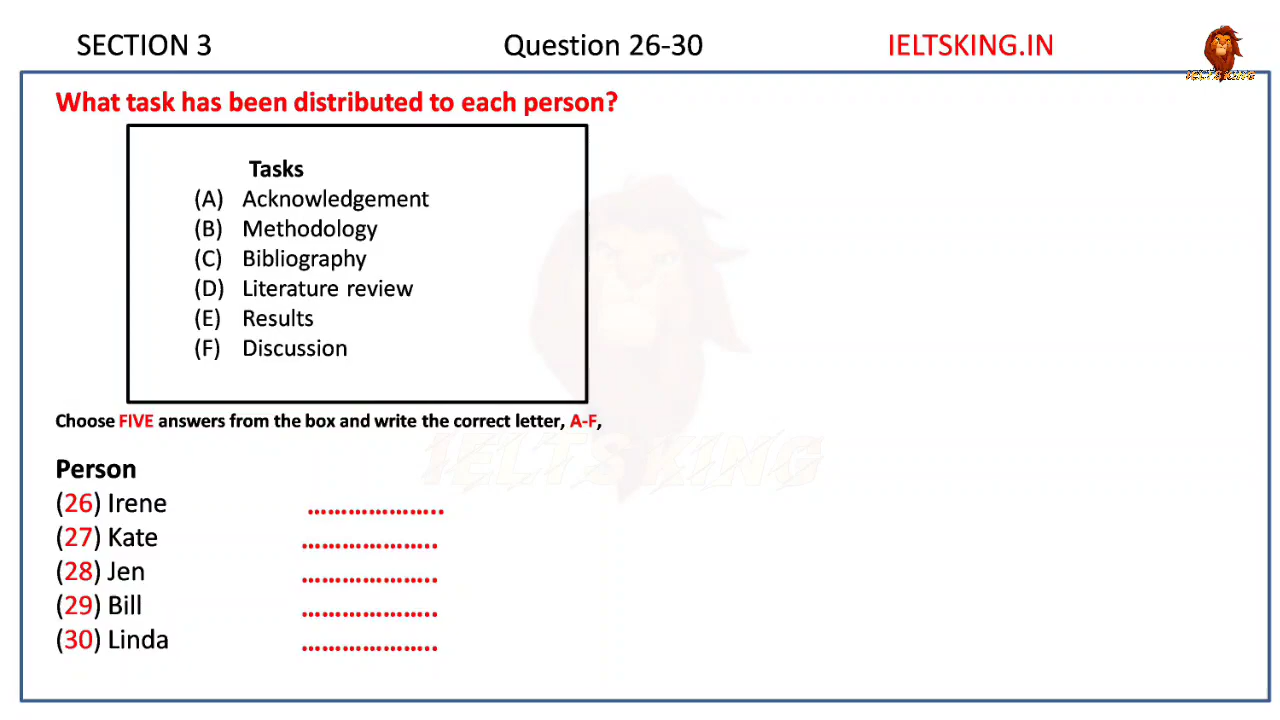 SECTION 3 Question 26-30 IELTSKING.IN
IELTSKING
What task has been distributed to each person?
Tasks
(A) Acknowledgement
(B) Methodology
(C) Bibliography
(D) Literature review
(E) Results
(F) Discussion
Choose FIVE answers from the box and write the correct letter, A-F,
IELTSKING
Person
(26) Irene ………………..
(27) Kate ………………..
(28) Jen ………………..
(29) Bill ………………..
(30) Linda ………………..